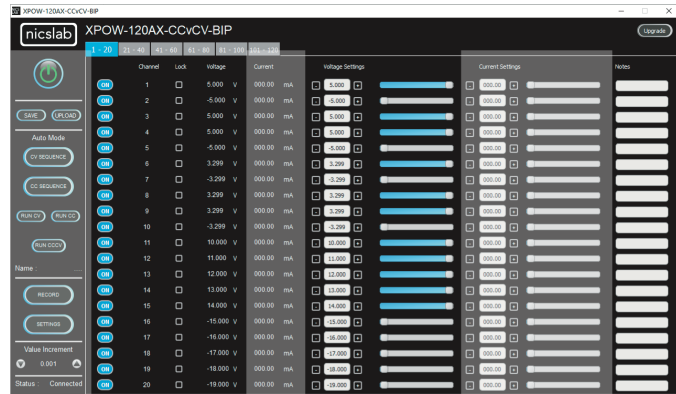 XPOW-120AX-CCvCV-BIP
nicslab XPOW-120AX-CCvCV-BIP Upgrade
1 - 20 21 - 40 41 - 60 61 - 80 81 - 100 101 - 120
Channel Lock Voltage Current Voltage Settings Current Settings Notes
ON 1 5.000 V 000.00 mA - 5.000 + - 000.00 +
ON 2 -5.000 V 000.00 mA - -5.000 + - 000.00 +
SAVE UPLOAD ON 3 5.000 V 000.00 mA - 5.000 + - 000.00 +
Auto Mode ON 4 5.000 V 000.00 mA - 5.000 + - 000.00 +
CV SEQUENCE ON 5 -5.000 V 000.00 mA - -5.000 + - 000.00 +
ON 6 3.299 V 000.00 mA - 3.299 + - 000.00 +
CC SEQUENCE ON 7 -3.299 V 000.00 mA - -3.299 + - 000.00 +
ON 8 3.299 V 000.00 mA - 3.299 + - 000.00 +
RUN CV RUN CC ON 9 3.299 V 000.00 mA - 3.299 + - 000.00 +
ON 10 -3.299 V 000.00 mA - -3.299 + - 000.00 +
RUN CCCV ON 11 10.000 V 000.00 mA - 10.000 + - 000.00 +
Name : .... ON 12 11.000 V 000.00 mA - 11.000 + - 000.00 +
ON 13 12.000 V 000.00 mA - 12.000 + - 000.00 +
RECORD ON 14 13.000 V 000.00 mA - 13.000 + - 000.00 +
ON 15 14.000 V 000.00 mA - 14.000 + - 000.00 +
SETTINGS ON 16 -15.000 V 000.00 mA - -15.000 + - 000.00 +
ON 17 -16.000 V 000.00 mA - -16.000 + - 000.00 +
Value Increment ON 18 -17.000 V 000.00 mA - -17.000 + - 000.00 +
0.001 ON 19 -18.000 V 000.00 mA - -18.000 + - 000.00 +
Status : Connected ON 20 -19.000 V 000.00 mA - -19.000 + - 000.00 +